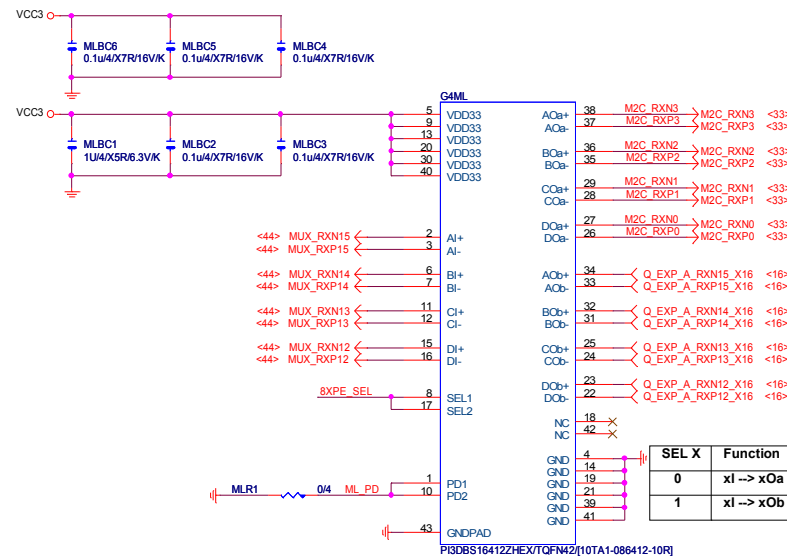 VCC3
MLBC6
0.1u/4/X7R/16V/K
MLBC5
0.1u/4/X7R/16V/K
MLBC4
0.1u/4/X7R/16V/K
VCC3
MLBC1
1U/4/X5R/6.3V/K
MLBC2
0.1u/4/X7R/16V/K
MLBC3
0.1u/4/X7R/16V/K
G4ML
5 VDD33
9 VDD33
13 VDD33
20 VDD33
30 VDD33
40 VDD33
<44> MUX_RXN15 2 AI+
<44> MUX_RXP15 3 AI-
<44> MUX_RXN14 6 BI+
<44> MUX_RXP14 7 BI-
<44> MUX_RXN13 11 CI+
<44> MUX_RXP13 12 CI-
<44> MUX_RXN12 15 DI+
<44> MUX_RXP12 16 DI-
8XPE_SEL 8 SEL1
17 SEL2
1 PD1
MLR1 0/4 ML_PD 10 PD2
43 GNDPAD
AOa+ 38 M2C_RXN3 M2C_RXN3 <33>
AOa- 37 M2C_RXP3 M2C_RXP3 <33>
BOa+ 36 M2C_RXN2 M2C_RXN2 <33>
BOa- 35 M2C_RXP2 M2C_RXP2 <33>
COa+ 29 M2C_RXN1 M2C_RXN1 <33>
COa- 28 M2C_RXP1 M2C_RXP1 <33>
DOa+ 27 M2C_RXN0 M2C_RXN0 <33>
DOa- 26 M2C_RXP0 M2C_RXP0 <33>
AOb+ 34 Q_EXP_A_RXN15_X16 <16>
AOb- 33 Q_EXP_A_RXP15_X16 <16>
BOb+ 32 Q_EXP_A_RXN14_X16 <16>
BOb- 31 Q_EXP_A_RXP14_X16 <16>
COb+ 25 Q_EXP_A_RXN13_X16 <16>
COb- 24 Q_EXP_A_RXP13_X16 <16>
DOb+ 23 Q_EXP_A_RXN12_X16 <16>
DOb- 22 Q_EXP_A_RXP12_X16 <16>
NC 18
NC 42
GND 4
GND 14
GND 19
GND 21
GND 39
GND 41
PI3DBS16412ZHEX/TQFN42/[10TA1-086412-10R]
SEL X Function
0 xI --> xOa
1 xI --> xOb